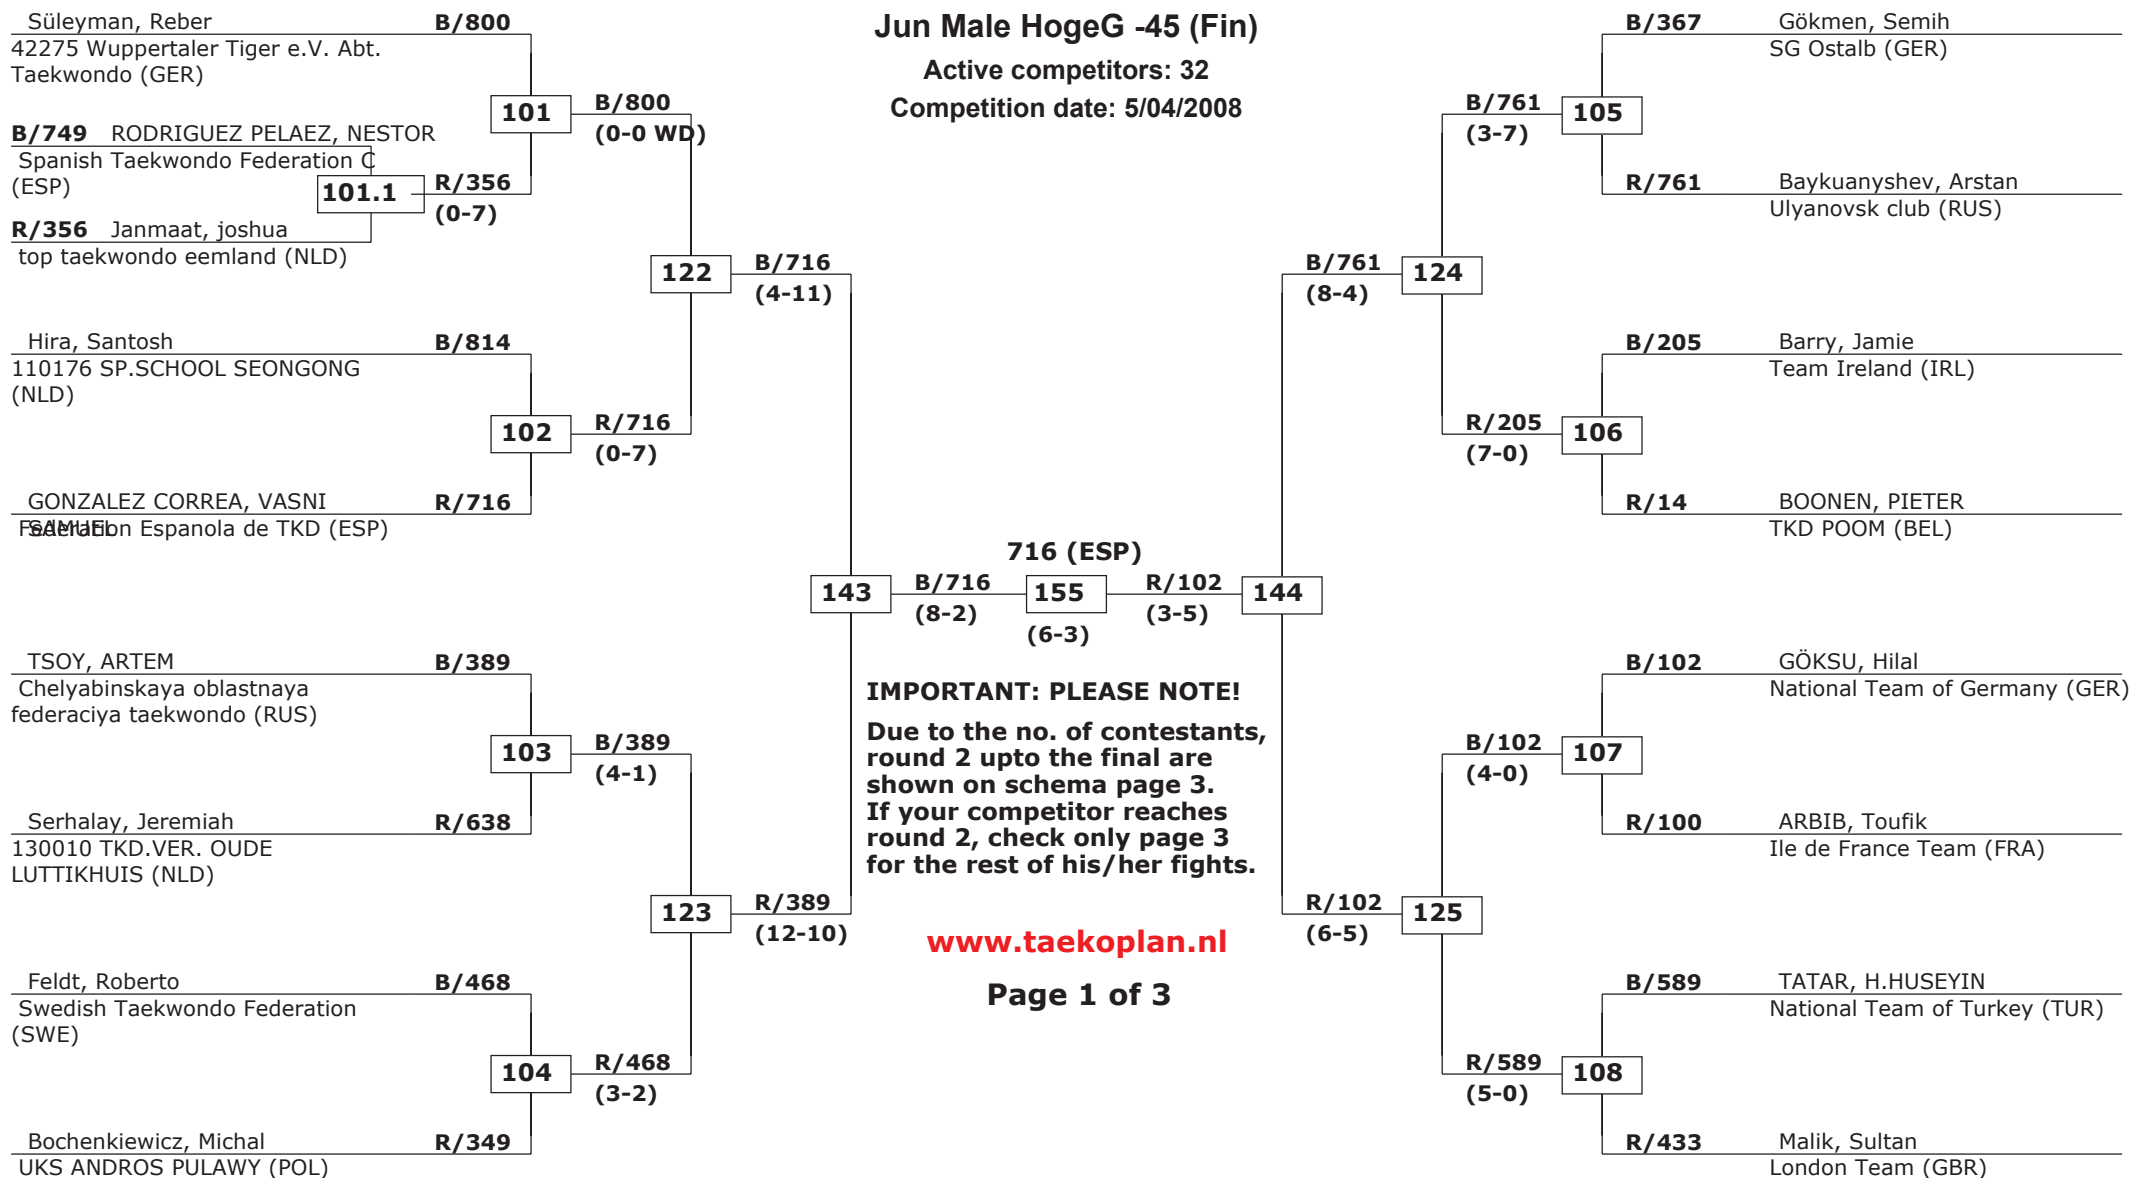 Jun Male HogeG -45 (Fin)
Active competitors: 32
Competition date: 5/04/2008
Süleyman, Reber B/800
42275 Wuppertaler Tiger e.V. Abt.
Taekwondo (GER)
101
B/800
(0-0 WD)
B/749 RODRIGUEZ PELAEZ, NESTOR
Spanish Taekwondo Federation C
(ESP)
101.1
R/356
(0-7)
R/356 Janmaat, joshua
top taekwondo eemland (NLD)
122
B/716
(4-11)
Hira, Santosh B/814
110176 SP.SCHOOL SEONGONG
(NLD)
102
R/716
(0-7)
GONZALEZ CORREA, VASNI R/716
SAMUEL
Federation Espanola de TKD (ESP)
716 (ESP)
143
B/716
(8-2)
155
(6-3)
R/102
(3-5)
144
TSOY, ARTEM B/389
Chelyabinskaya oblastnaya
federaciya taekwondo (RUS)
103
B/389
(4-1)
Serhalay, Jeremiah R/638
130010 TKD.VER. OUDE
LUTTIKHUIS (NLD)
123
R/389
(12-10)
Feldt, Roberto B/468
Swedish Taekwondo Federation
(SWE)
104
R/468
(3-2)
Bochenkiewicz, Michal R/349
UKS ANDROS PULAWY (POL)
IMPORTANT: PLEASE NOTE!
Due to the no. of contestants,
round 2 upto the final are
shown on schema page 3.
If your competitor reaches
round 2, check only page 3
for the rest of his/her fights.
www.taekoplan.nl
Page 1 of 3
B/367 Gökmen, Semih
SG Ostalb (GER)
B/761
(3-7)
105
R/761 Baykuanyshev, Arstan
Ulyanovsk club (RUS)
B/761
(8-4)
124
B/205 Barry, Jamie
Team Ireland (IRL)
R/205
(7-0)
106
R/14 BOONEN, PIETER
TKD POOM (BEL)
B/102 GÖKSU, Hilal
National Team of Germany (GER)
B/102
(4-0)
107
R/100 ARBIB, Toufik
Ile de France Team (FRA)
R/102
(6-5)
125
B/589 TATAR, H.HUSEYIN
National Team of Turkey (TUR)
R/589
(5-0)
108
R/433 Malik, Sultan
London Team (GBR)